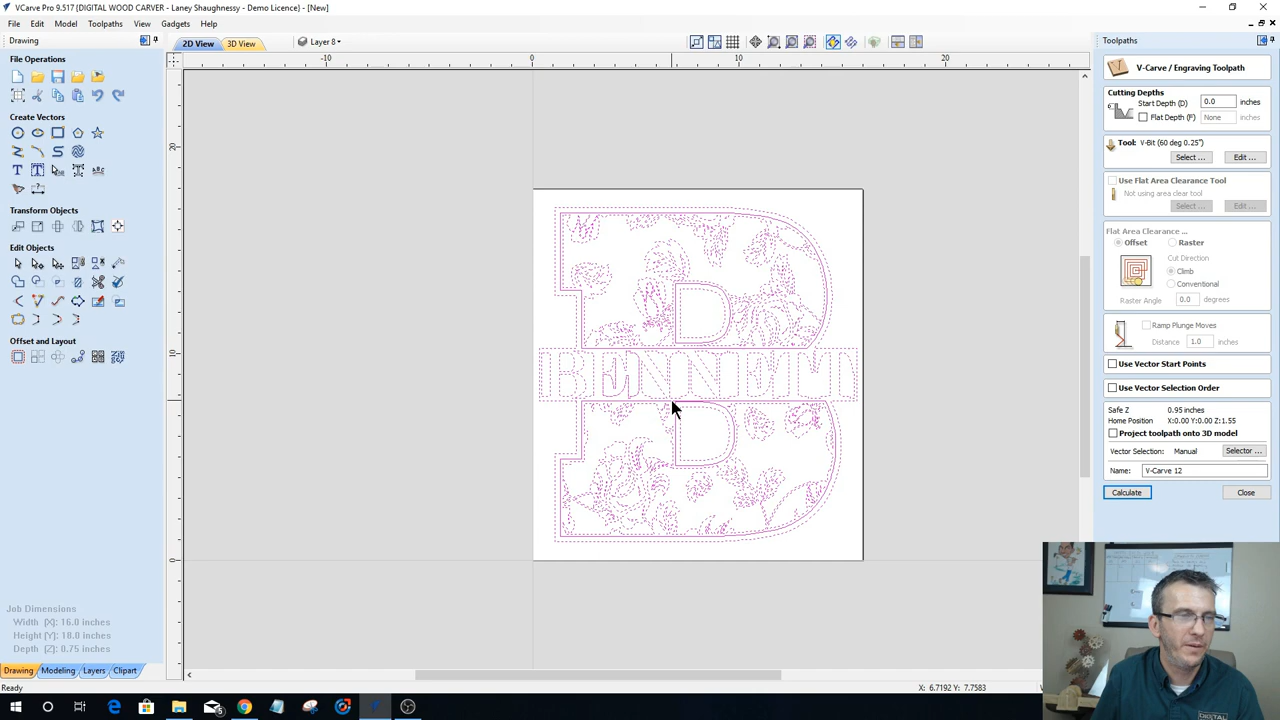 VCarve Pro 9.517 {DIGITAL WOOD CARVER - Laney Shaughnessy - Demo Licence} - [New]
File Edit Model Toolpaths View Gadgets Help
Drawing
2D View 3D View Layer 8
Toolpaths
File Operations
Create Vectors
Transform Objects
Edit Objects
Offset and Layout
Job Dimensions
Width (X): 16.0 inches
Height (Y): 18.0 inches
Depth (Z): 0.75 inches
Drawing Modeling Layers Clipart
Ready
-10 0 10 20
20
10
0
BENNETT
X: 6.7192 Y: 7.7583
V-Carve / Engraving Toolpath
Cutting Depths
Start Depth (D) 0.0 inches
Flat Depth (F) None inches
Tool: V-Bit (60 deg 0.25")
Select ... Edit ...
Use Flat Area Clearance Tool
Not using area clear tool
Select ... Edit ...
Flat Area Clearance ...
Offset Raster
Cut Direction
Climb
Conventional
Raster Angle 0.0 degrees
Ramp Plunge Moves
Distance 1.0 inches
Use Vector Start Points
Use Vector Selection Order
Safe Z 0.95 inches
Home Position: X:0.00 Y:0.00 Z:1.55
Project toolpath onto 3D model
Vector Selection: Manual Selector ...
Name: V-Carve 12
Calculate Close